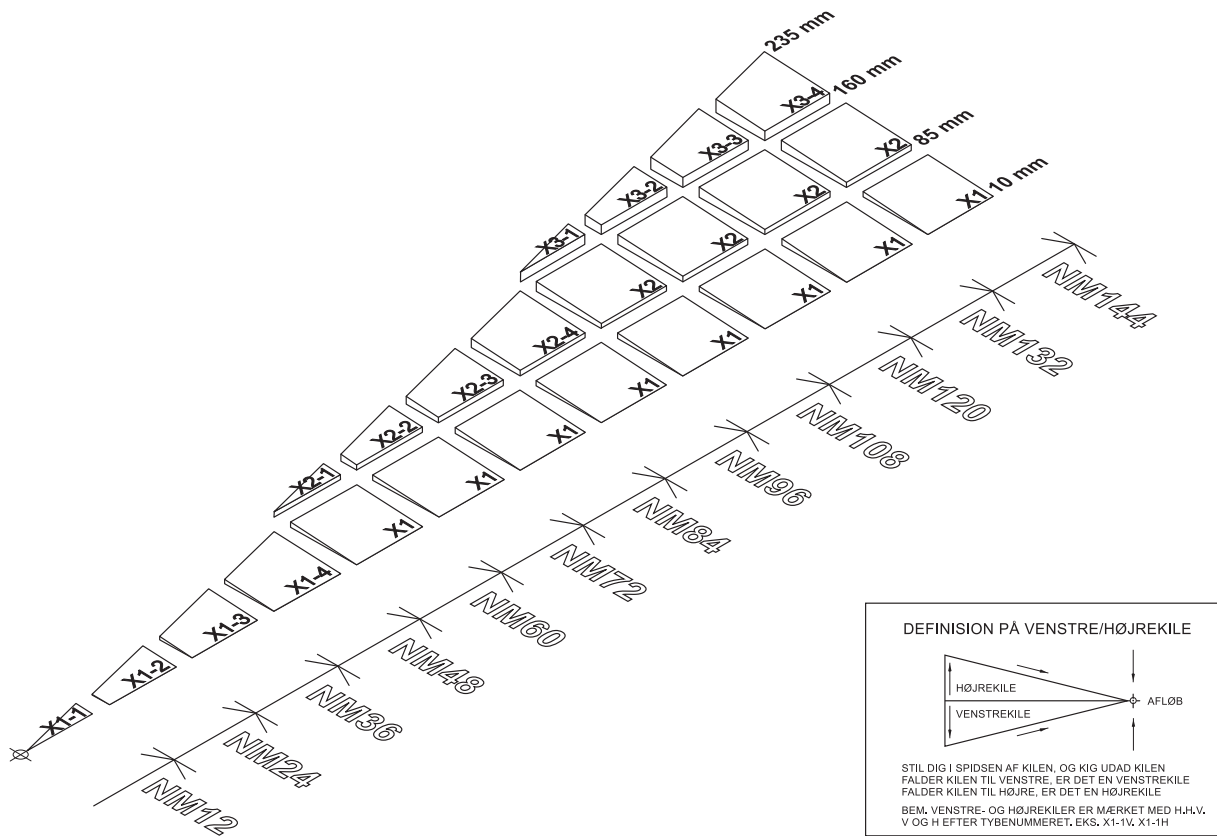 235 mm
160 mm
85 mm
10 mm
X3-4
X3-3
X2
X3-2
X2
X1
X3-1
X2
X1
X2
X1
X2-4
X1
X2-3
X1
X2-2
X1
X2-1
X1
X1
X1-4
X1-3
X1-2
X1-1
NM144
NM132
NM120
NM108
NM96
NM84
NM72
NM60
NM48
NM36
NM24
NM12
DEFINISION PÅ VENSTRE/HØJREKILE
HØJREKILE
VENSTREKILE
AFLØB
STIL DIG I SPIDSEN AF KILEN, OG KIG UDAD KILEN
FALDER KILEN TIL VENSTRE, ER DET EN VENSTREKILE
FALDER KILEN TIL HØJRE, ER DET EN HØJREKILE
BEM. VENSTRE- OG HØJREKILER ER MÆRKET MED H.H.V.
V OG H EFTER TYBENUMMERET. EKS. X1-1V. X1-1H